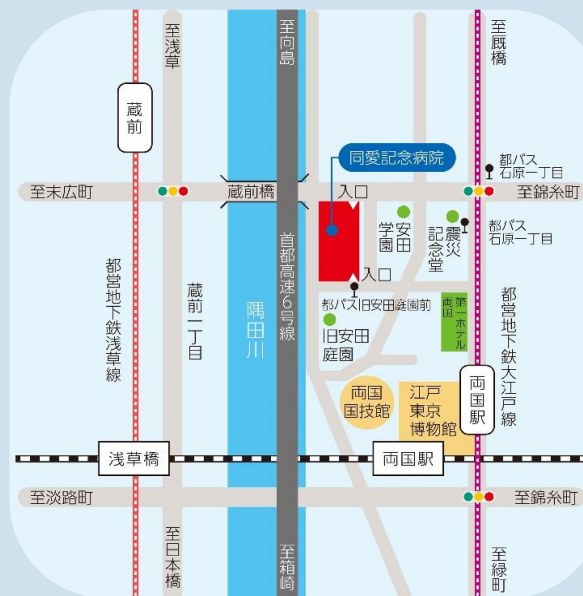 至浅草
至向島
至厩橋
蔵前
同愛記念病院
都バス
石原一丁目
至末広町
蔵前橋
入口
至錦糸町
安田
学園
震災
記念堂
都バス
石原一丁目
首都高速6号線
入口
都バス旧安田庭園前
都営地下鉄浅草線
蔵前一丁目
隅田川
旧安田
庭園
第一ホテル
両国
都営地下鉄大江戸線
両国
国技館
江戸
東京
博物館
両国駅
浅草橋
両国駅
至淡路町
至錦糸町
至日本橋
至箱崎
至緑町